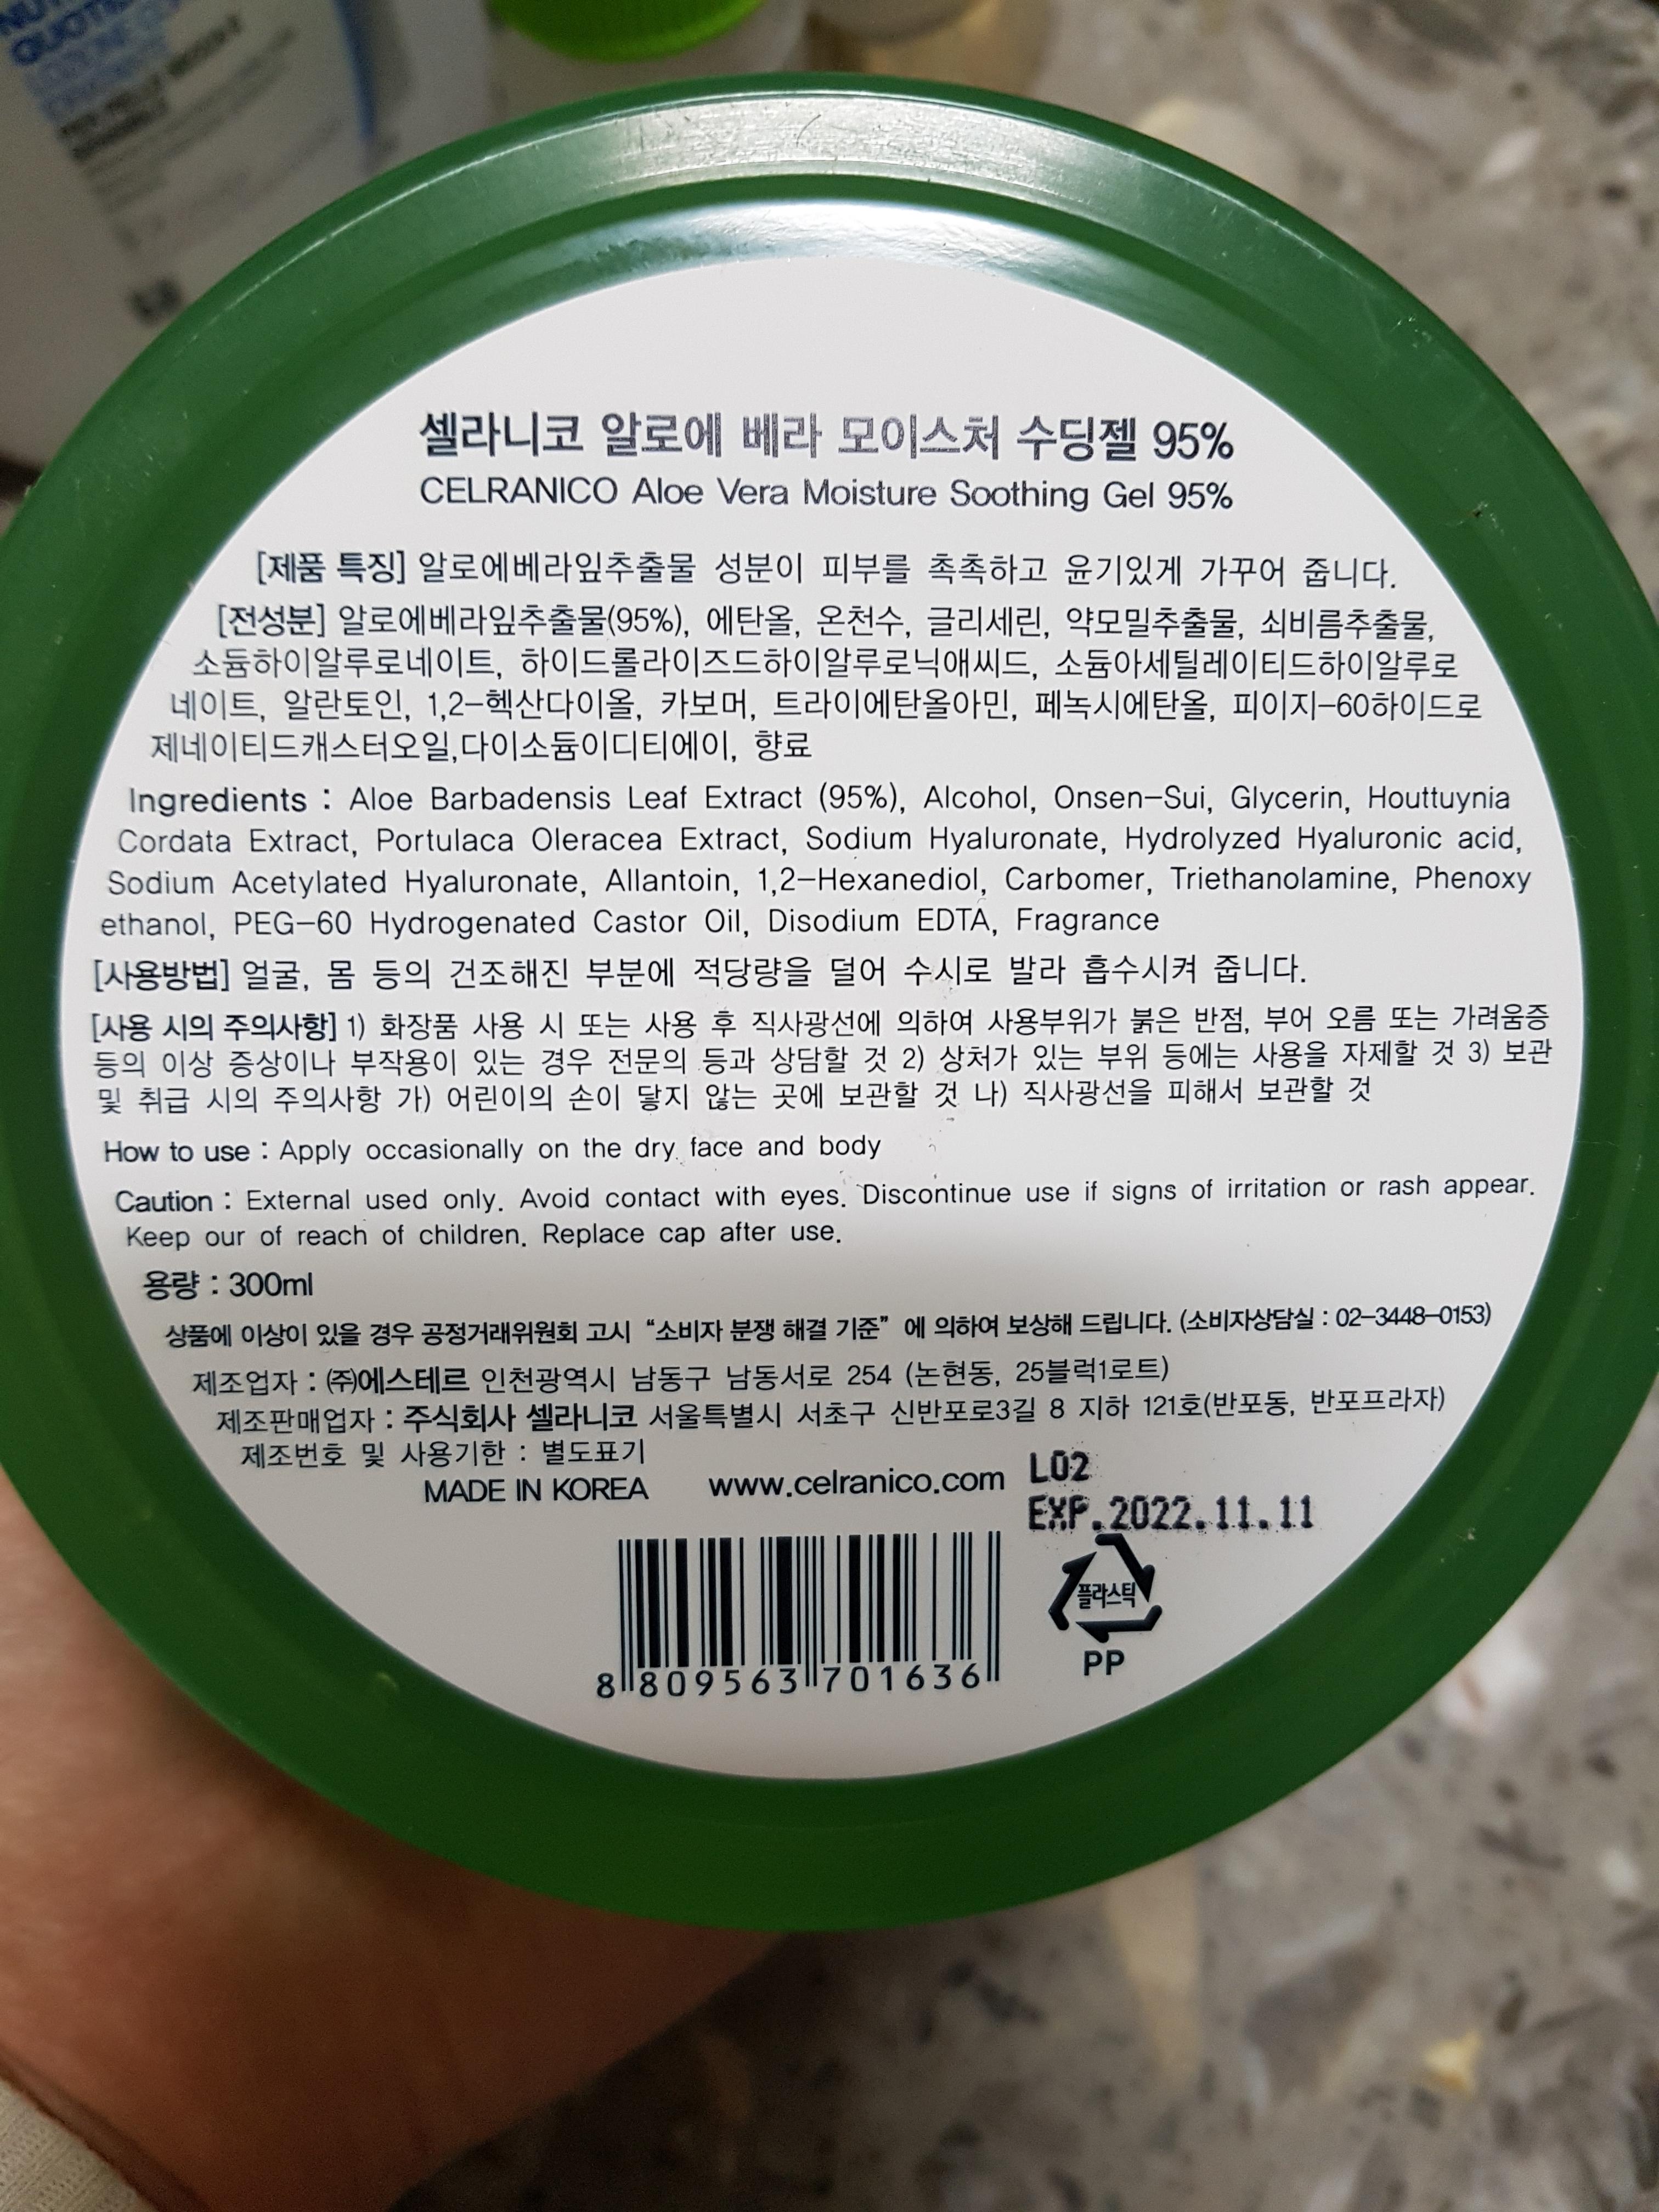 NUT
QUOTI
셀라니코 알로에 베라 모이스처 수딩젤 95%
CELRANICO Aloe Vera Moisture Soothing Gel 95%
[제품 특징] 알로에베라잎추출물 성분이 피부를 촉촉하고 윤기있게 가꾸어 줍니다.
[전성분] 알로에베라잎추출물(95%), 에탄올, 온천수, 글리세린, 약모밀추출물, 쇠비름추출물,
소듐하이알루로네이트, 하이드롤라이즈드하이알루로닉애씨드, 소듐아세틸레이티드하이알루로
네이트, 알란토인, 1,2-헥산다이올, 카보머, 트라이에탄올아민, 페녹시에탄올, 피이지-60하이드로
제네이티드캐스터오일,다이소듐이디티에이, 향료
Ingredients : Aloe Barbadensis Leaf Extract (95%), Alcohol, Onsen-Sui, Glycerin, Houttuynia
Cordata Extract, Portulaca Oleracea Extract, Sodium Hyaluronate, Hydrolyzed Hyaluronic acid,
Sodium Acetylated Hyaluronate, Allantoin, 1,2-Hexanediol, Carbomer, Triethanolamine, Phenoxy
ethanol, PEG-60 Hydrogenated Castor Oil, Disodium EDTA, Fragrance
[사용방법] 얼굴, 몸 등의 건조해진 부분에 적당량을 덜어 수시로 발라 흡수시켜 줍니다.
[사용 시의 주의사항] 1) 화장품 사용 시 또는 사용 후 직사광선에 의하여 사용부위가 붉은 반점, 부어 오름 또는 가려움증
등의 이상 증상이나 부작용이 있는 경우 전문의 등과 상담할 것 2) 상처가 있는 부위 등에는 사용을 자제할 것 3) 보관
및 취급 시의 주의사항 가) 어린이의 손이 닿지 않는 곳에 보관할 것 나) 직사광선을 피해서 보관할 것
How to use : Apply occasionally on the dry face and body
Caution : External used only. Avoid contact with eyes. Discontinue use if signs of irritation or rash appear.
Keep our of reach of children. Replace cap after use.
용량 : 300ml
상품에 이상이 있을 경우 공정거래위원회 고시 “소비자 분쟁 해결 기준” 에 의하여 보상해 드립니다. (소비자상담실 : 02-3448-0153)
제조업자 : ㈜에스테르 인천광역시 남동구 남동서로 254 (논현동, 25블럭1로트)
제조판매업자 : 주식회사 셀라니코 서울특별시 서초구 신반포로3길 8 지하 121호(반포동, 반포프라자)
제조번호 및 사용기한 : 별도표기
MADE IN KOREA www.celranico.com
L02
EXP.2022.11.11
플라스틱
PP
8 809563 701636